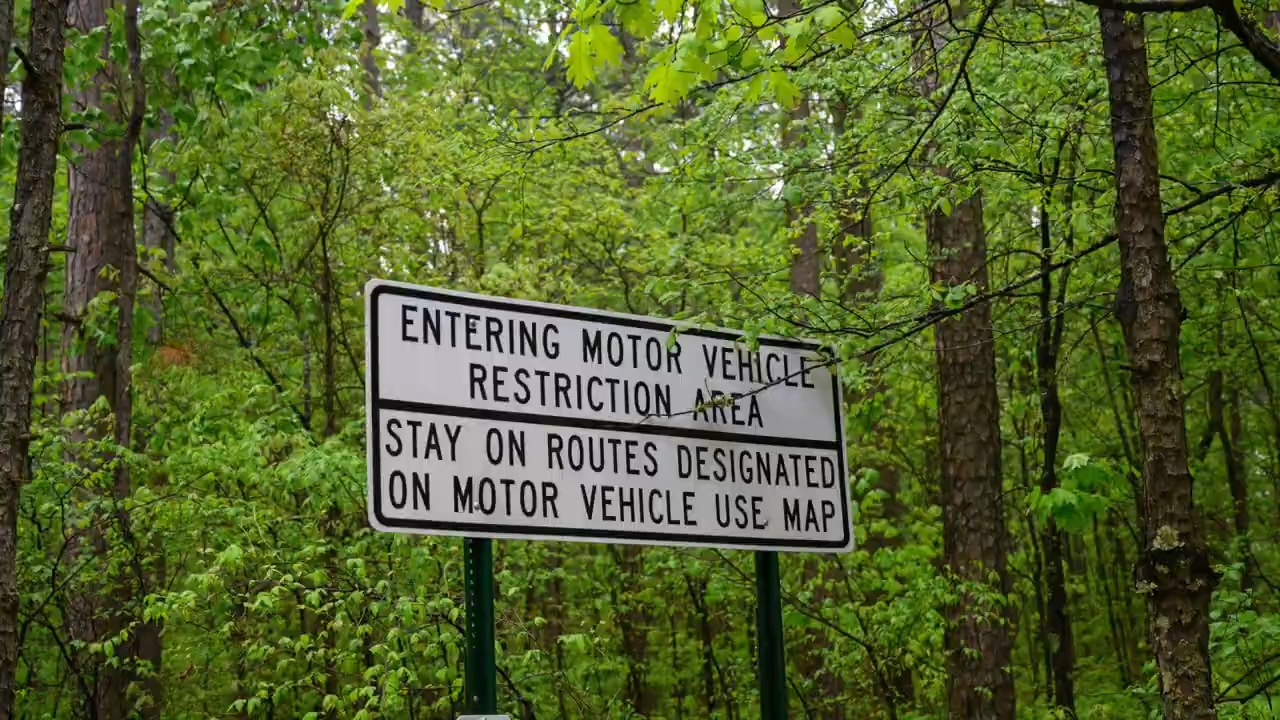 ENTERING MOTOR VEHICLE
RESTRICTION AREA
STAY ON ROUTES DESIGNATED
ON MOTOR VEHICLE USE MAP